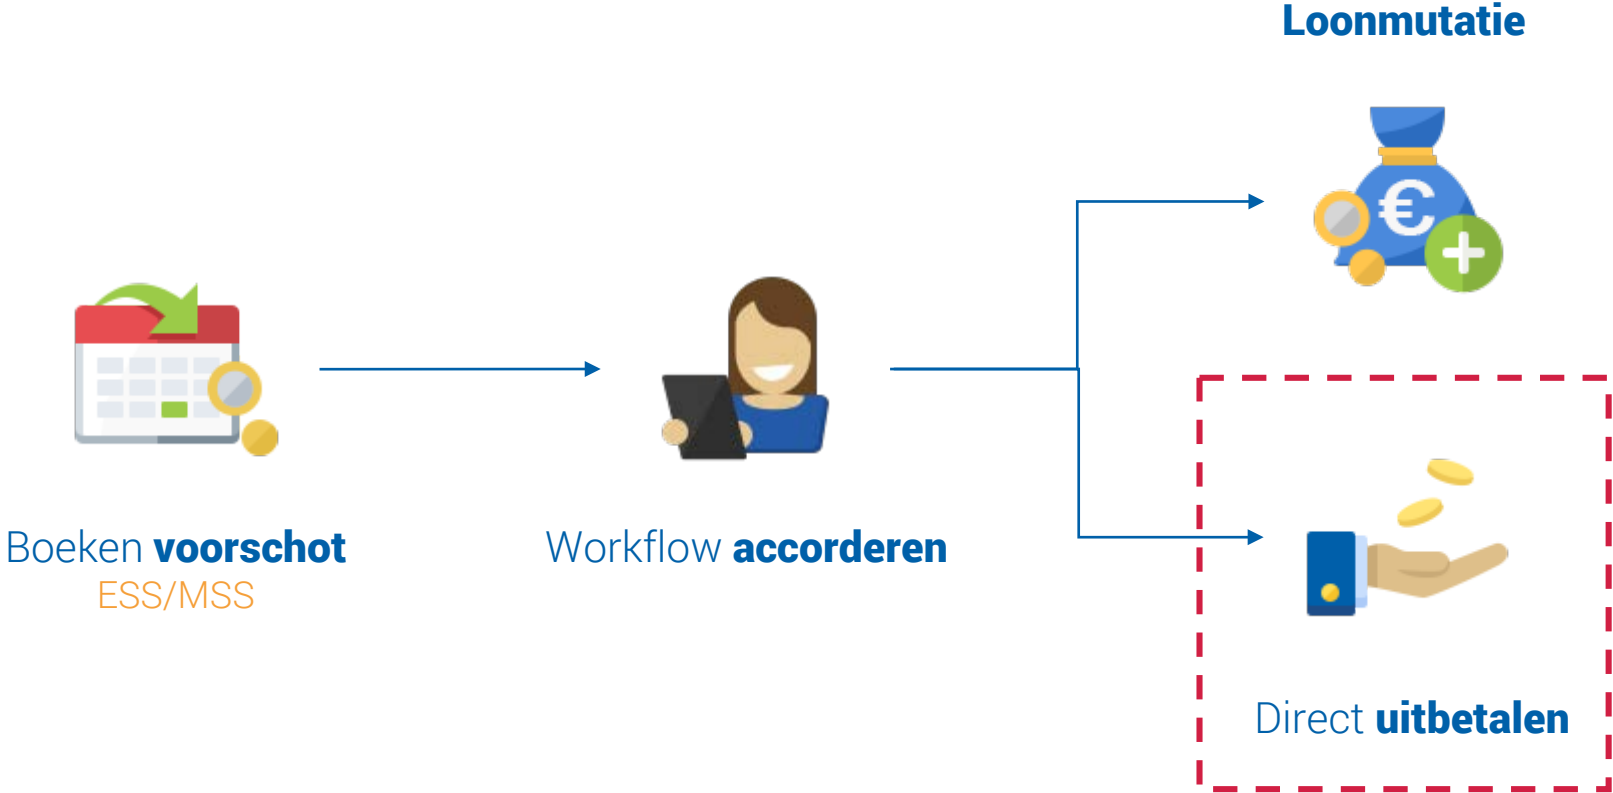 Loonmutatie
Boeken voorschot
ESS/MSS
Workflow accorderen
€
Direct uitbetalen